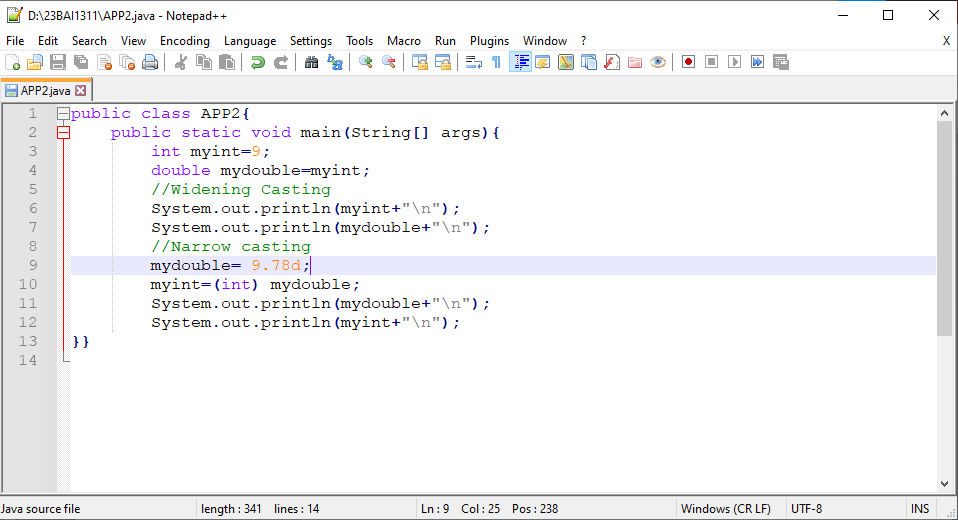 D:\23BAI1311\APP2.java - Notepad++
File Edit Search View Encoding Language Settings Tools Macro Run Plugins Window ? X
APP2.java
1 public class APP2{
2     public static void main(String[] args){
3         int myint=9;
4         double mydouble=myint;
5         //Widening Casting
6         System.out.println(myint+"\n");
7         System.out.println(mydouble+"\n");
8         //Narrow casting
9         mydouble= 9.78d;
10         myint=(int) mydouble;
11         System.out.println(mydouble+"\n");
12         System.out.println(myint+"\n");
13 }}
14
Java source file length : 341 lines : 14 Ln : 9 Col : 25 Pos : 238 Windows (CR LF) UTF-8 INS